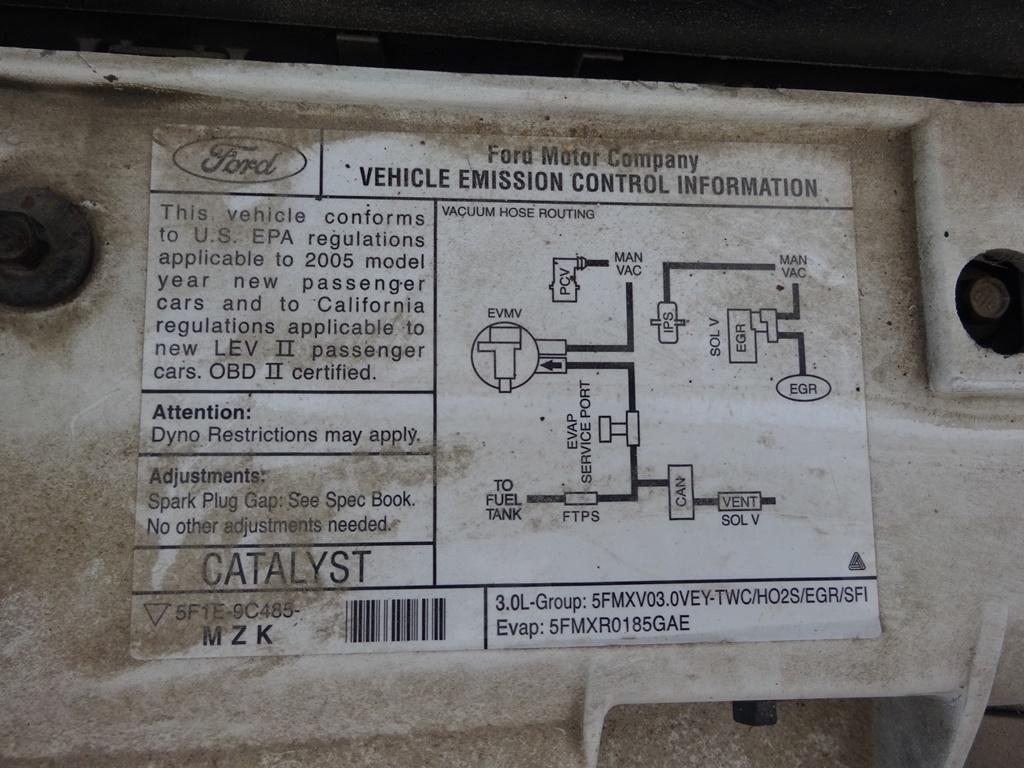 Ford
Ford Motor Company
VEHICLE EMISSION CONTROL INFORMATION
This vehicle conforms
to U.S. EPA regulations
applicable to 2005 model
year new passenger
cars and to California
regulations applicable to
new LEV II passenger
cars. OBD II certified.
Attention:
Dyno Restrictions may apply.
Adjustments:
Spark Plug Gap: See Spec Book.
No other adjustments needed.
CATALYST
5F1E-9C485-
MZK
VACUUM HOSE ROUTING
PCV
MAN
VAC
IPS
MAN
VAC
EVMV
SOL V
EGR
EGR
EVAP
SERVICE PORT
TO
FUEL
TANK
FTPS
CAN
VENT
SOL V
3.0L-Group: 5FMXV03.0VEY-TWC/HO2S/EGR/SFI
Evap: 5FMXR0185GAE